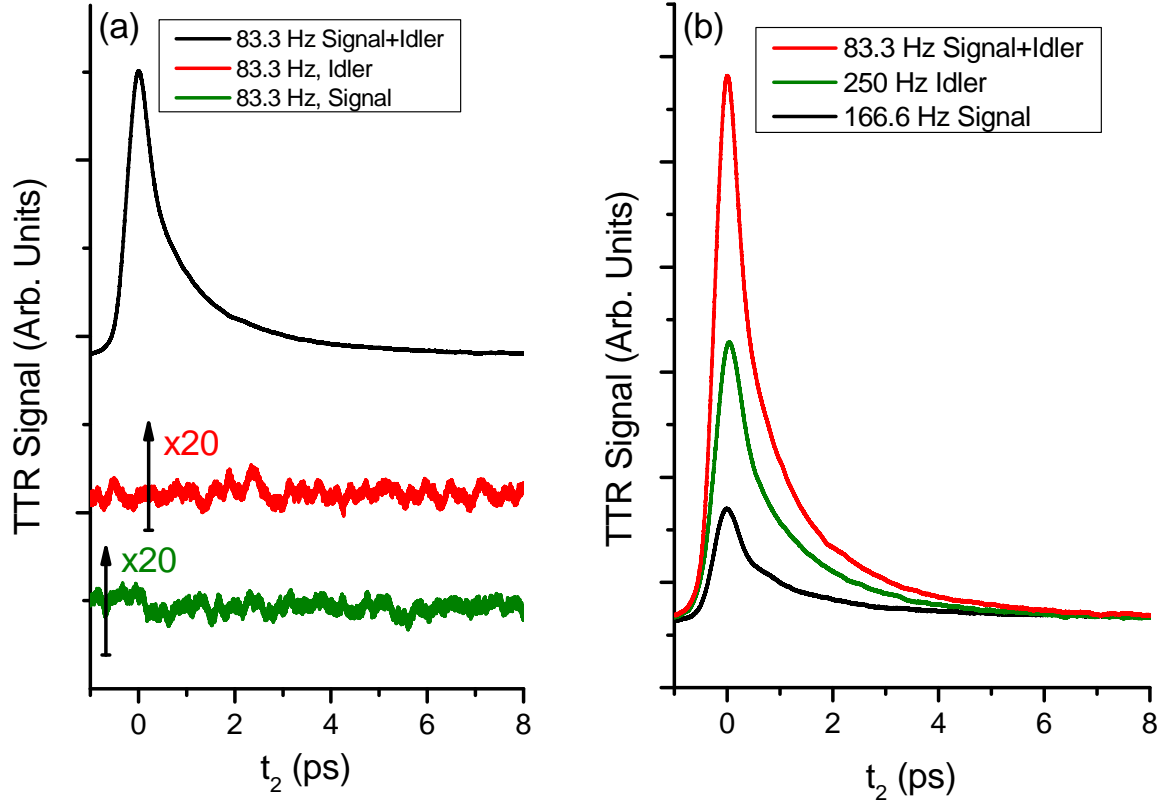 (a)
83.3 Hz Signal+Idler
83.3 Hz, Idler
83.3 Hz, Signal
TTR Signal (Arb. Units)
x20
x20
0 2 4 6 8
t2 (ps)
(b)
83.3 Hz Signal+Idler
250 Hz Idler
166.6 Hz Signal
TTR Signal (Arb. Units)
0 2 4 6 8
t2 (ps)